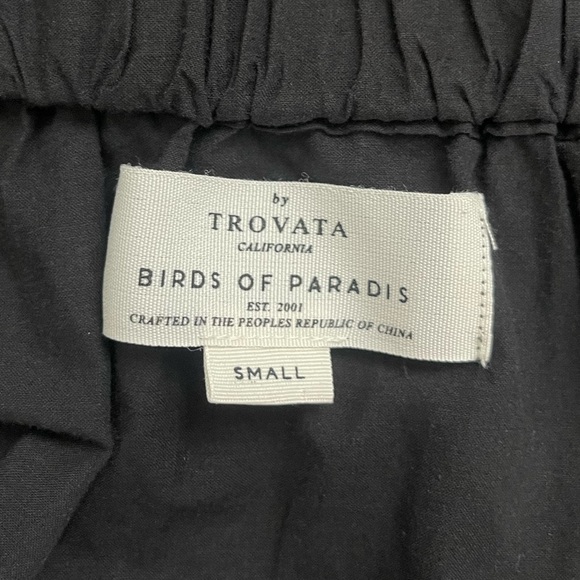 by
TROVATA
CALIFORNIA
BIRDS OF PARADIS
EST. 2001
CRAFTED IN THE PEOPLES REPUBLIC OF CHINA
SMALL